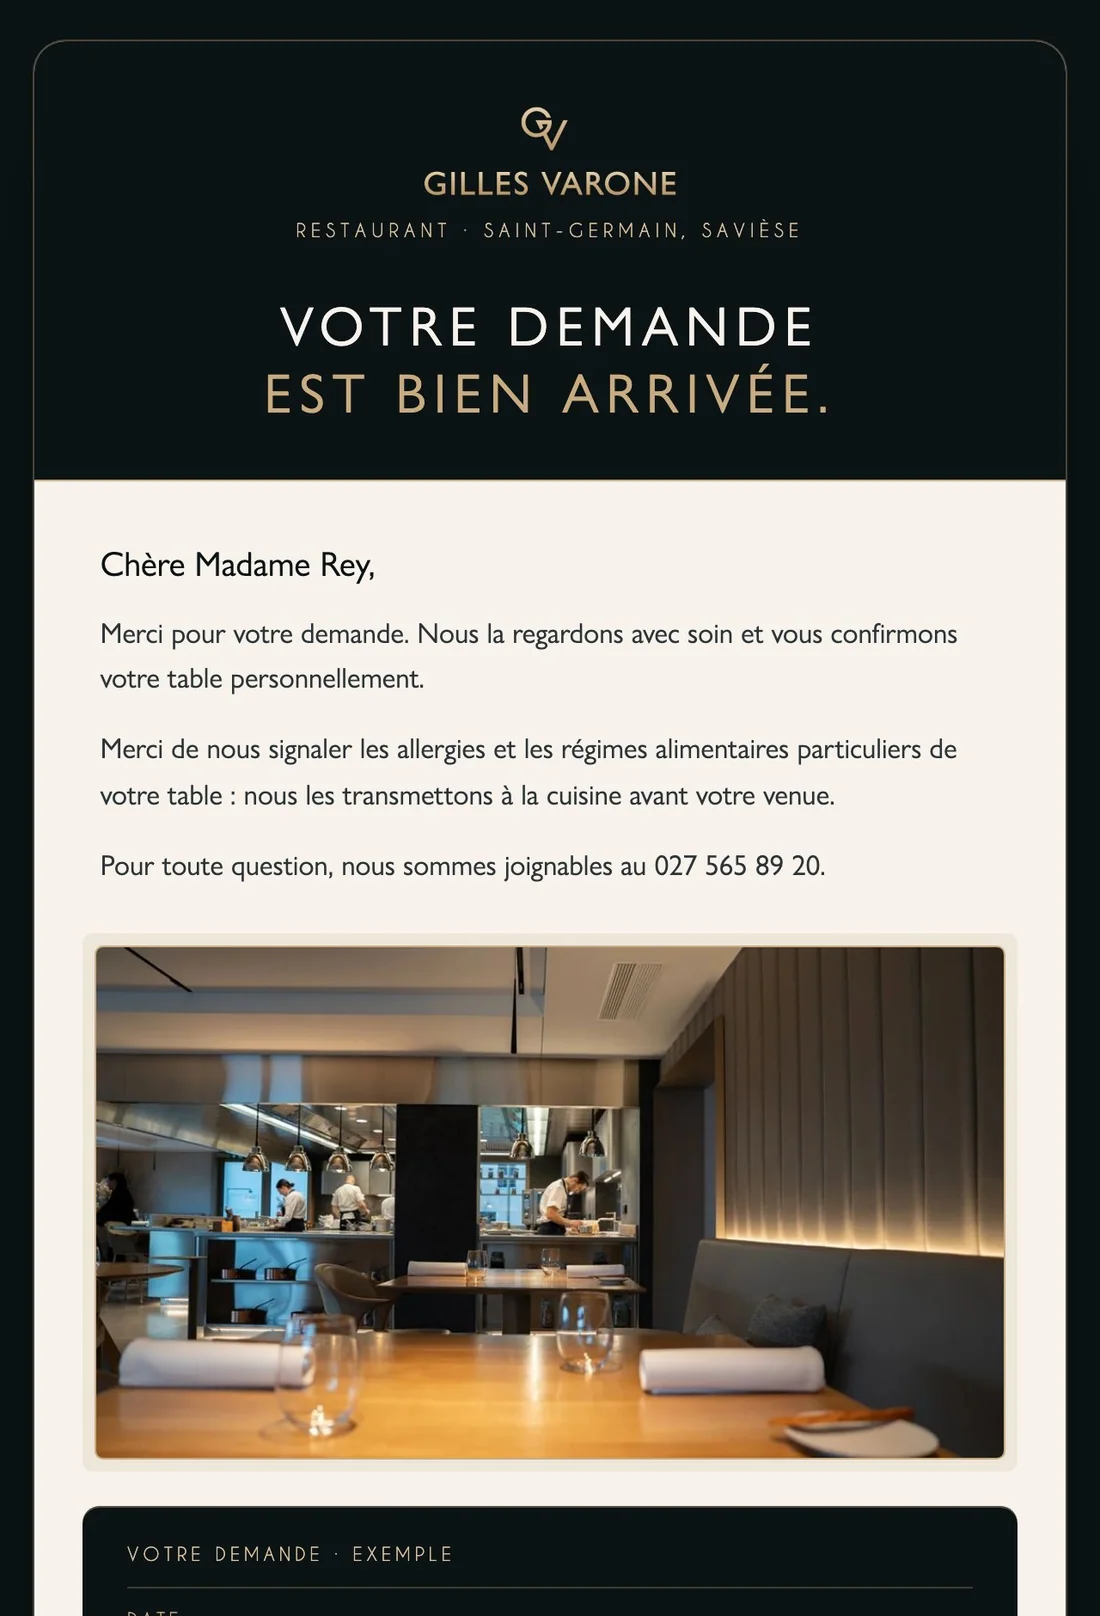 GV
GILLES VARONE
RESTAURANT · SAINT-GERMAIN, SAVIÈSE
VOTRE DEMANDE
EST BIEN ARRIVÉE.
Chère Madame Rey,
Merci pour votre demande. Nous la regardons avec soin et vous confirmons
votre table personnellement.
Merci de nous signaler les allergies et les régimes alimentaires particuliers de
votre table : nous les transmettons à la cuisine avant votre venue.
Pour toute question, nous sommes joignables au 027 565 89 20.
VOTRE DEMANDE · EXEMPLE